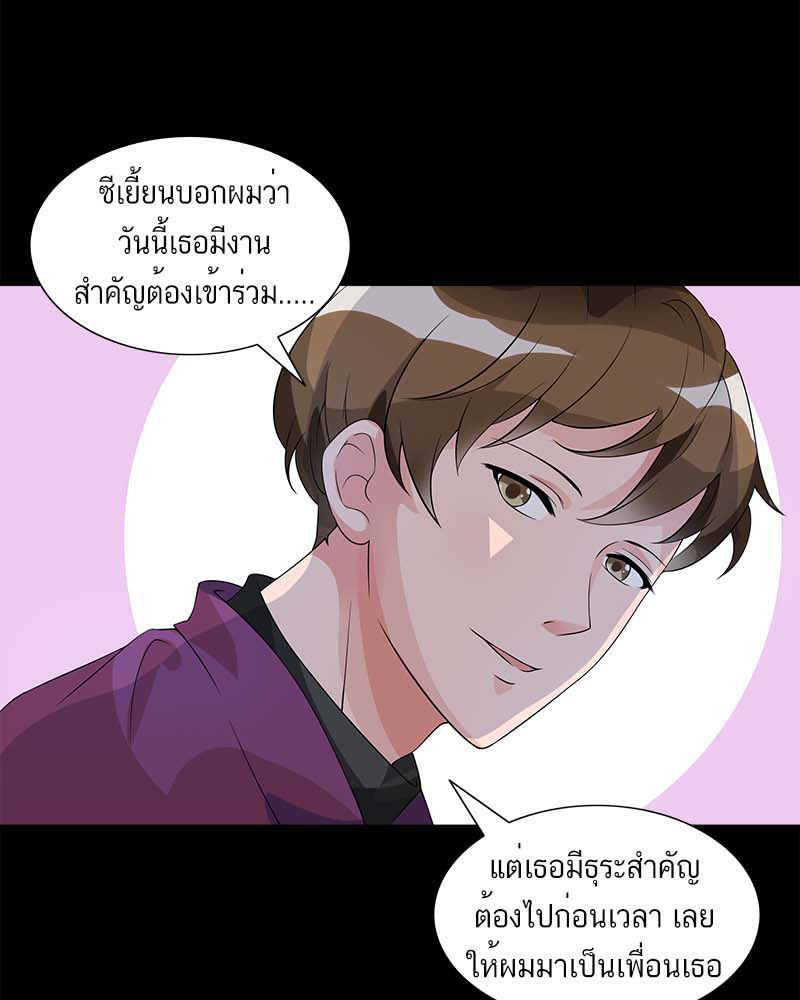 ซีเยี้ยนบอกผมว่า
วันนี้เธอมีงาน
สำคัญต้องเข้าร่วม.....
แต่เธอมีธุระสำคัญ
ต้องไปก่อนเวลา เลย
ให้ผมมาเป็นเพื่อนเธอ